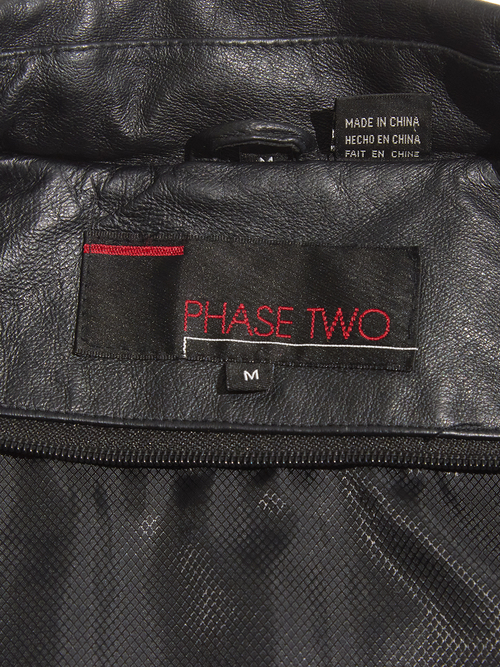 MADE IN CHINA
HECHO EN CHINA
FAIT EN CHINE
M
PHASE TWO
M